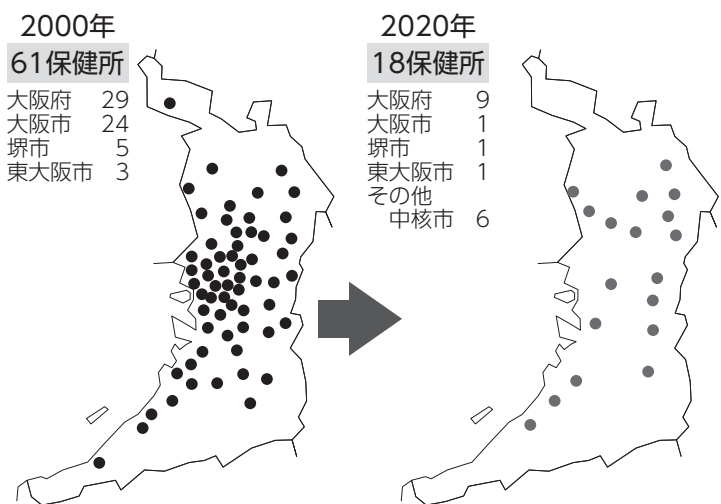 2000年
61保健所
大阪府 29
大阪市 24
堺市 5
東大阪市 3
2020年
18保健所
大阪府 9
大阪市 1
堺市 1
東大阪市 1
その他
中核市 6